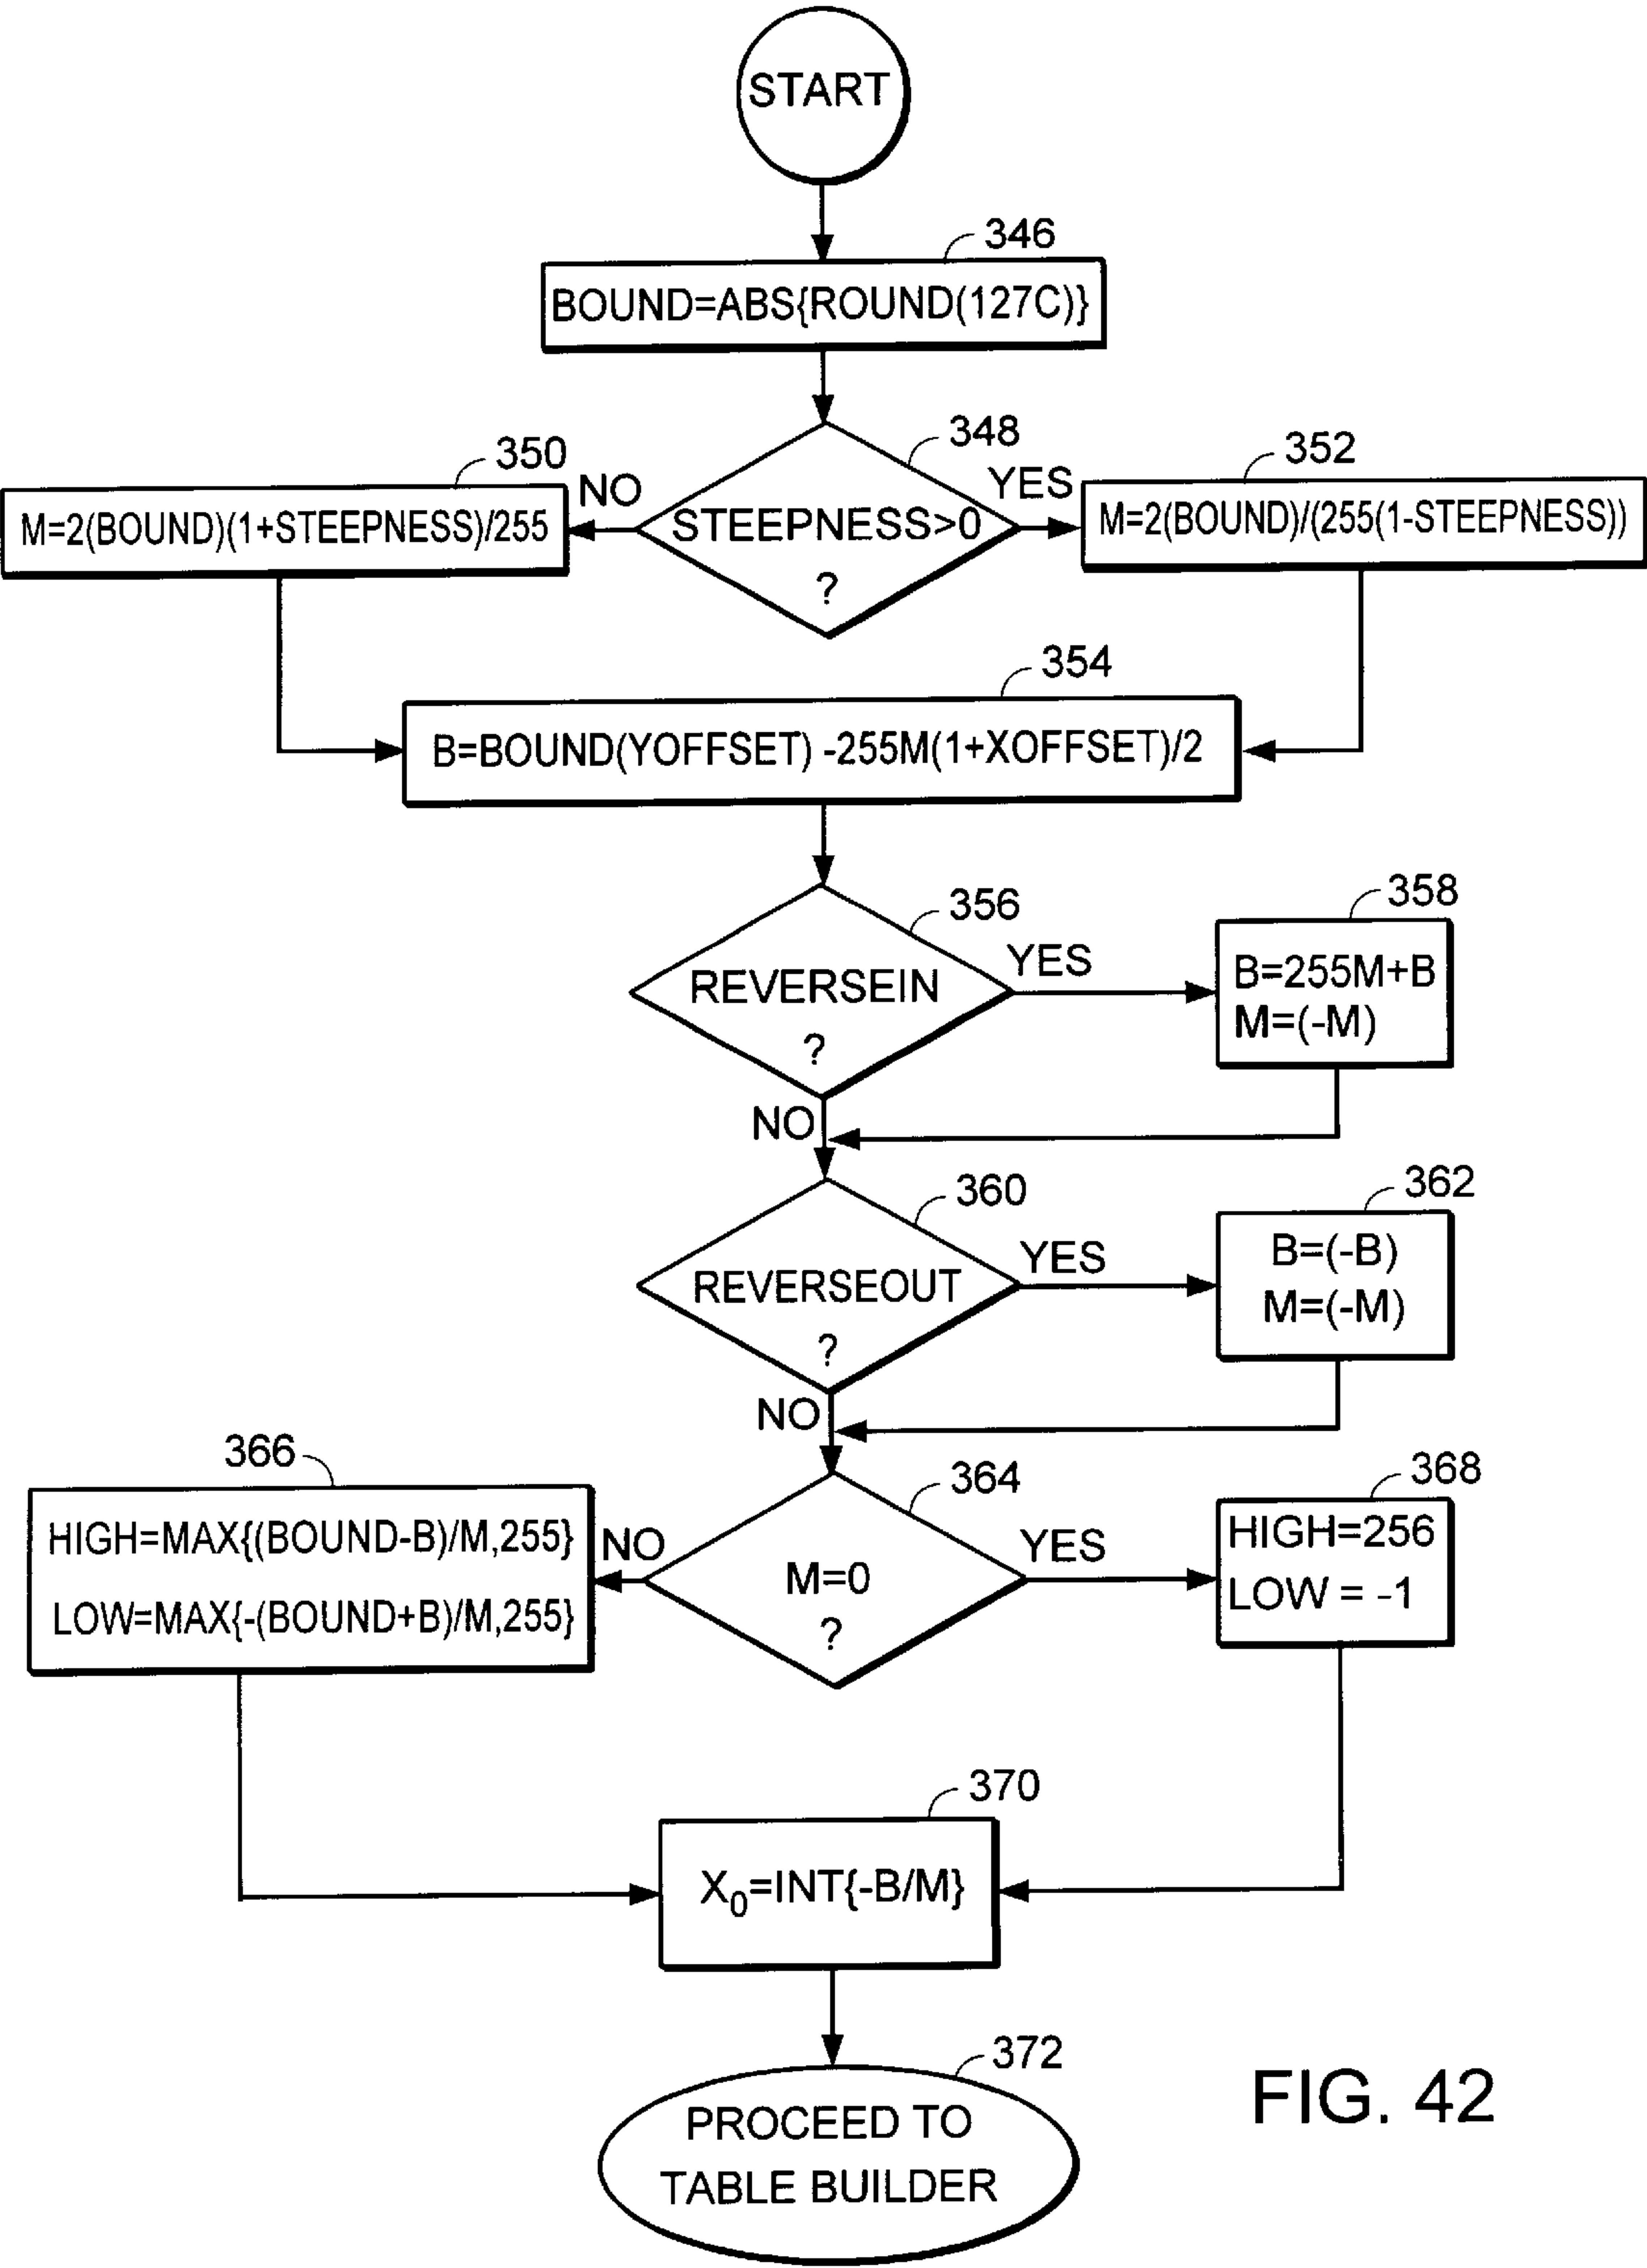 START
346
BOUND=ABS{ROUND(127C)}
348
350
352
NO
YES
M=2(BOUND)(1+STEEPNESS)/255
STEEPNESS>0
?
M=2(BOUND)/(255(1-STEEPNESS))
354
B=BOUND(YOFFSET) -255M(1+XOFFSET)/2
356
358
REVERSEIN
?
YES
B=255M+B
M=(-M)
NO
360
362
REVERSEOUT
?
YES
B=(-B)
M=(-M)
NO
366
364
368
HIGH=MAX{(BOUND-B)/M,255}
LOW=MAX{-(BOUND+B)/M,255}
NO
M=0
?
YES
HIGH=256
LOW = -1
370
X₀=INT{-B/M}
372
PROCEED TO
TABLE BUILDER
FIG. 42